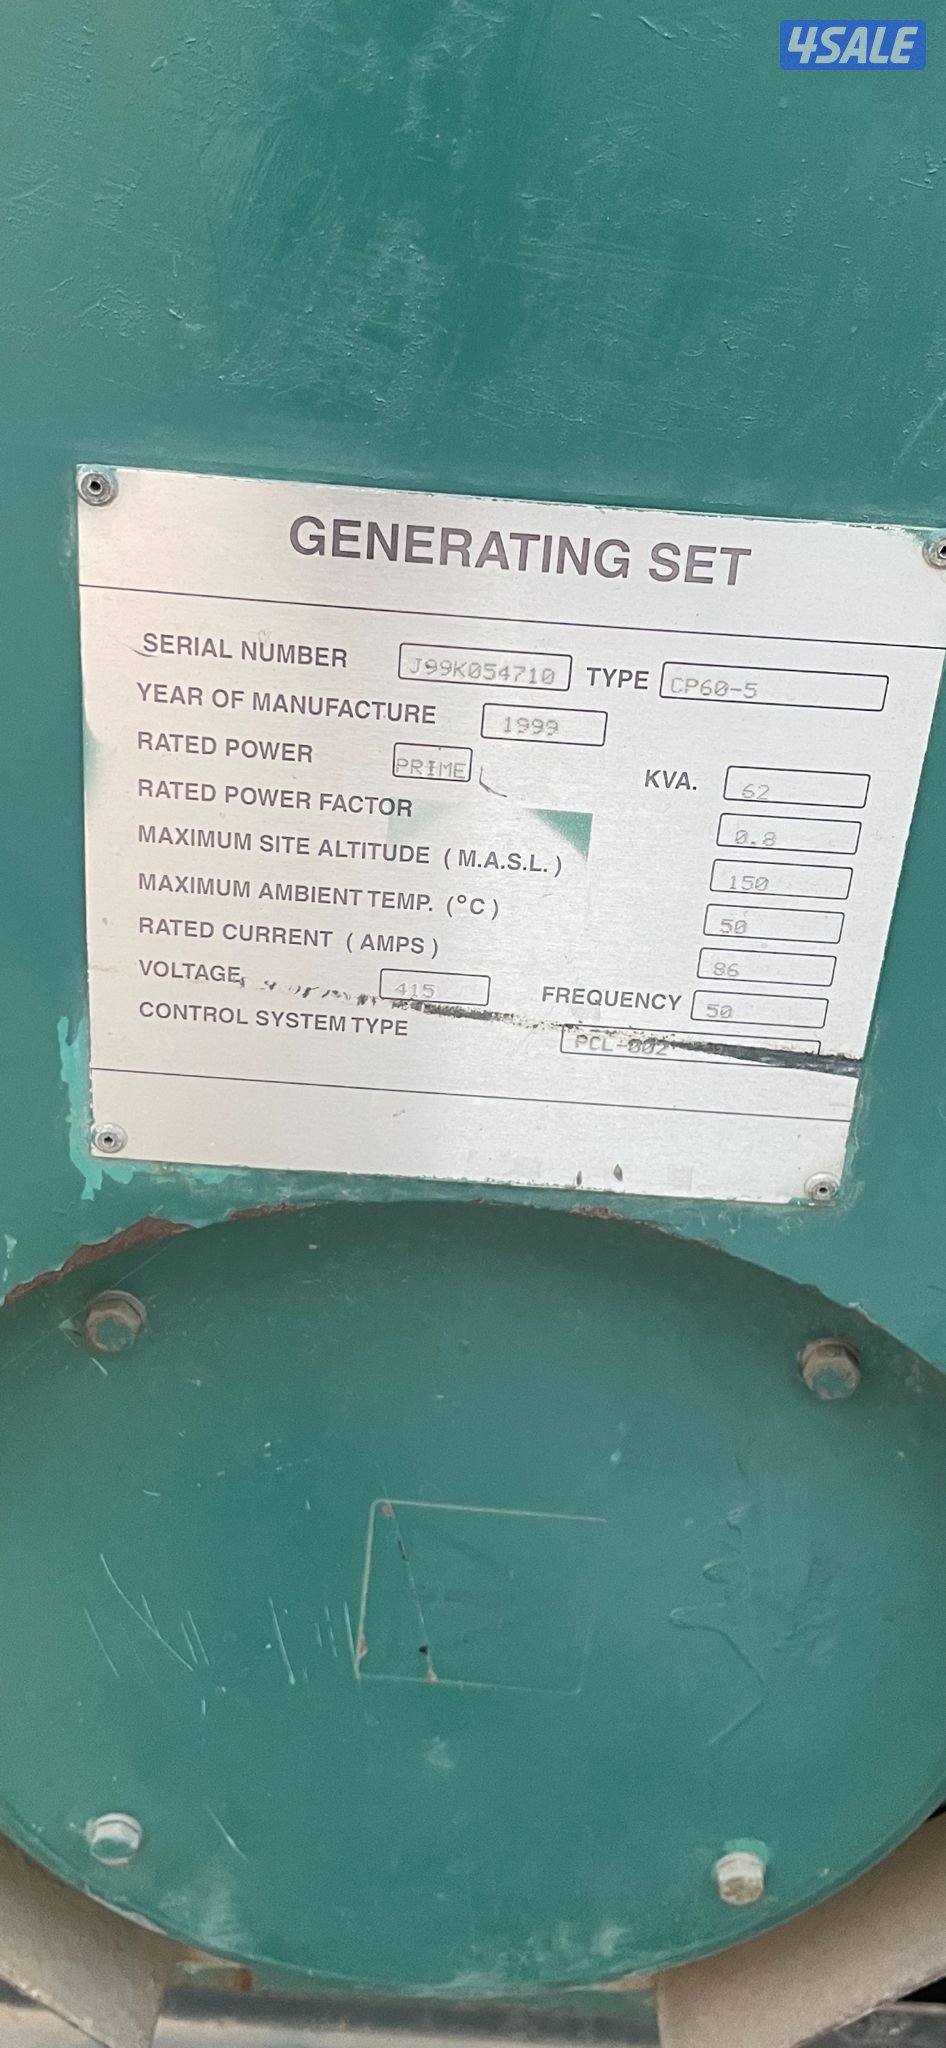 4SALE
GENERATING SET
SERIAL NUMBER J99K054710 TYPE CP60-5
YEAR OF MANUFACTURE 1999
RATED POWER PRIME KVA. 62
RATED POWER FACTOR 0.8
MAXIMUM SITE ALTITUDE ( M.A.S.L. ) 150
MAXIMUM AMBIENT TEMP. (°C ) 50
RATED CURRENT ( AMPS ) 86
VOLTAGE 415 FREQUENCY 50
CONTROL SYSTEM TYPE PCL-002